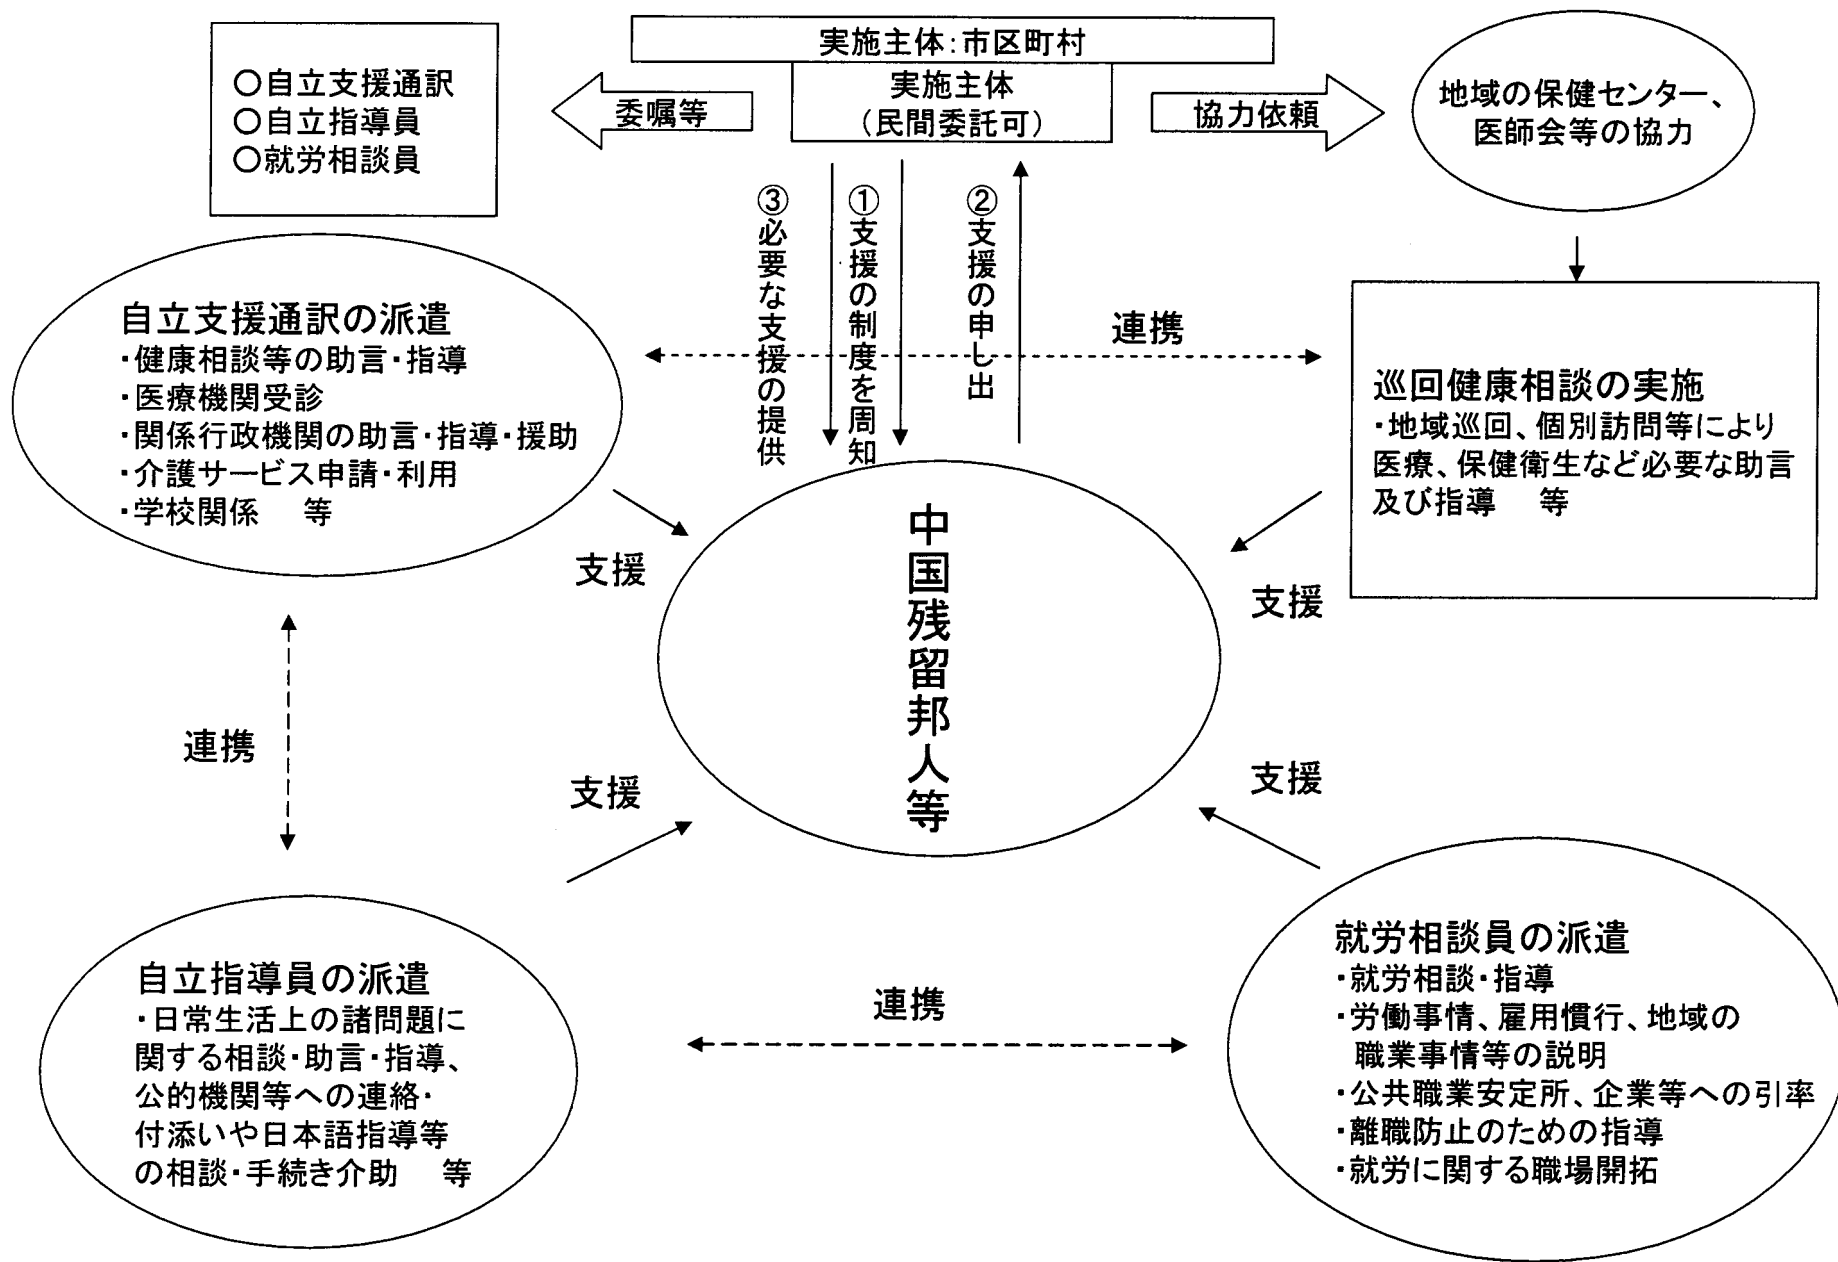 実施主体:市区町村
実施主体
(民間委託可)
○自立支援通訳
○自立指導員
○就労相談員
委嘱等
協力依頼
地域の保健センター、
医師会等の協力
③必要な支援の提供
①支援の制度を周知
②支援の申し出
連携
自立支援通訳の派遣
・健康相談等の助言・指導
・医療機関受診
・関係行政機関の助言・指導・援助
・介護サービス申請・利用
・学校関係 等
巡回健康相談の実施
・地域巡回、個別訪問等により
医療、保健衛生など必要な助言
及び指導 等
支援
支援
中国残留邦人等
連携
支援
支援
自立指導員の派遣
・日常生活上の諸問題に
関する相談・助言・指導、
公的機関等への連絡・
付添いや日本語指導等
の相談・手続き介助 等
連携
就労相談員の派遣
・就労相談・指導
・労働事情、雇用慣行、地域の
職業事情等の説明
・公共職業安定所、企業等への引率
・離職防止のための指導
・就労に関する職場開拓